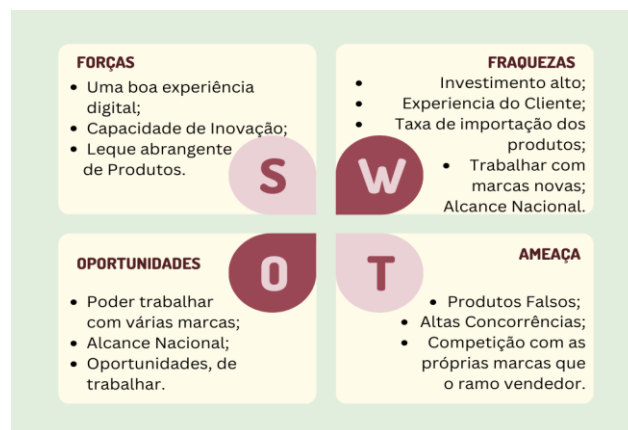 FORÇAS
• Uma boa experiência
digital;
• Capacidade de Inovação;
• Leque abrangente
de Produtos.
S
FRAQUEZAS
• Investimento alto;
• Experiencia do Cliente;
• Taxa de importação dos
produtos;
• Trabalhar com
marcas novas;
Alcance Nacional.
W
OPORTUNIDADES
• Poder trabalhar
com várias marcas;
• Alcance Nacional;
• Oportunidades, de
trabalhar.
O
AMEAÇA
• Produtos Falsos;
• Altas Concorrências;
• Competição com as
próprias marcas que
o ramo vendedor.
T